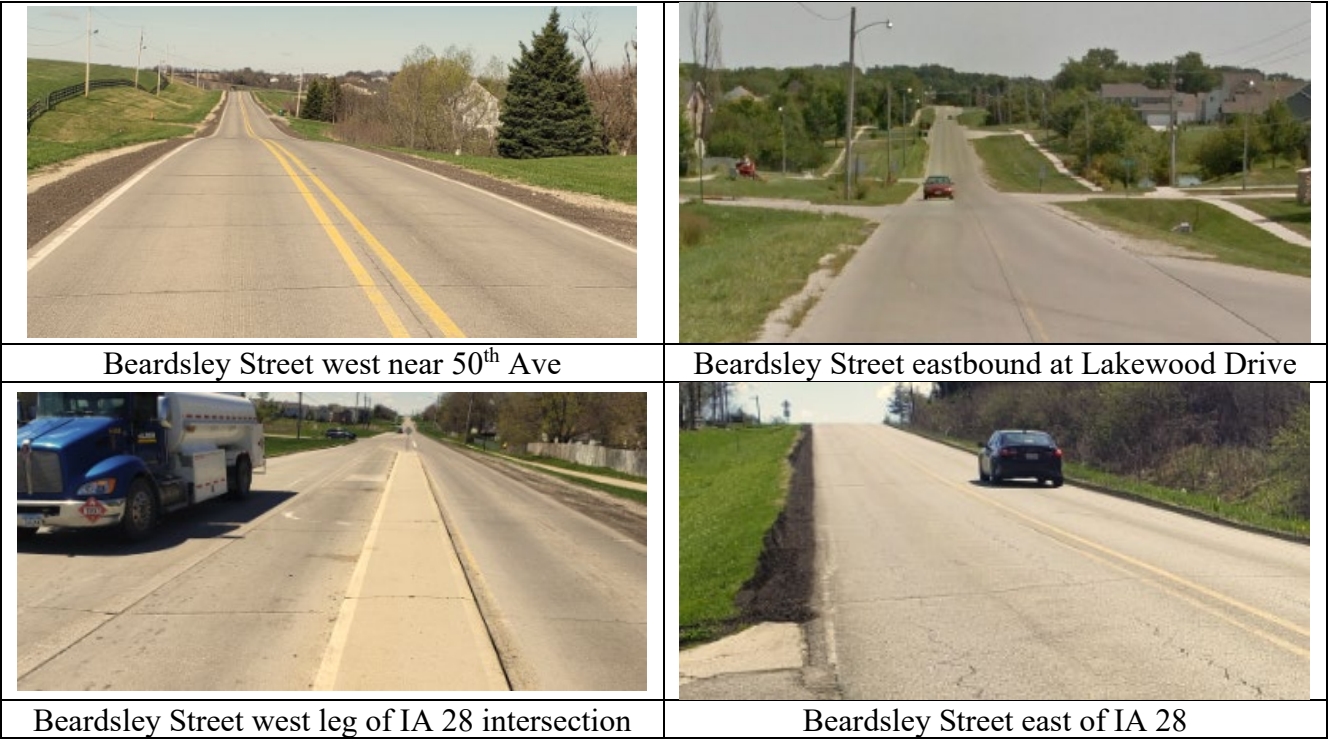 Beardsley Street west near 50th Ave
Beardsley Street eastbound at Lakewood Drive
Beardsley Street west leg of IA 28 intersection
Beardsley Street east of IA 28